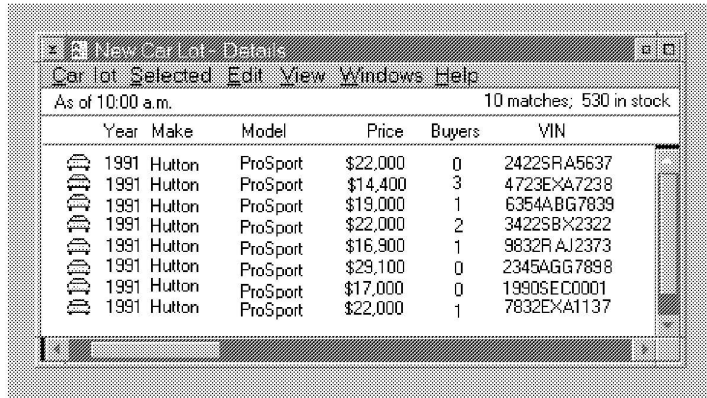 New Car Lot - Details
Car lot Selected Edit View Windows Help
As of 10:00 a.m. 10 matches; 530 in stock
Year Make Model Price Buyers VIN
1991 Hutton ProSport $22,000 0 2422SRA5637
1991 Hutton ProSport $14,400 3 4723EXA7238
1991 Hutton ProSport $19,000 1 6354ABG7839
1991 Hutton ProSport $22,000 2 3422SBX2322
1991 Hutton ProSport $16,900 1 9832RAJ2373
1991 Hutton ProSport $29,100 0 2345AGG7898
1991 Hutton ProSport $17,000 0 1990SEC0001
1991 Hutton ProSport $22,000 1 7832EXA1137